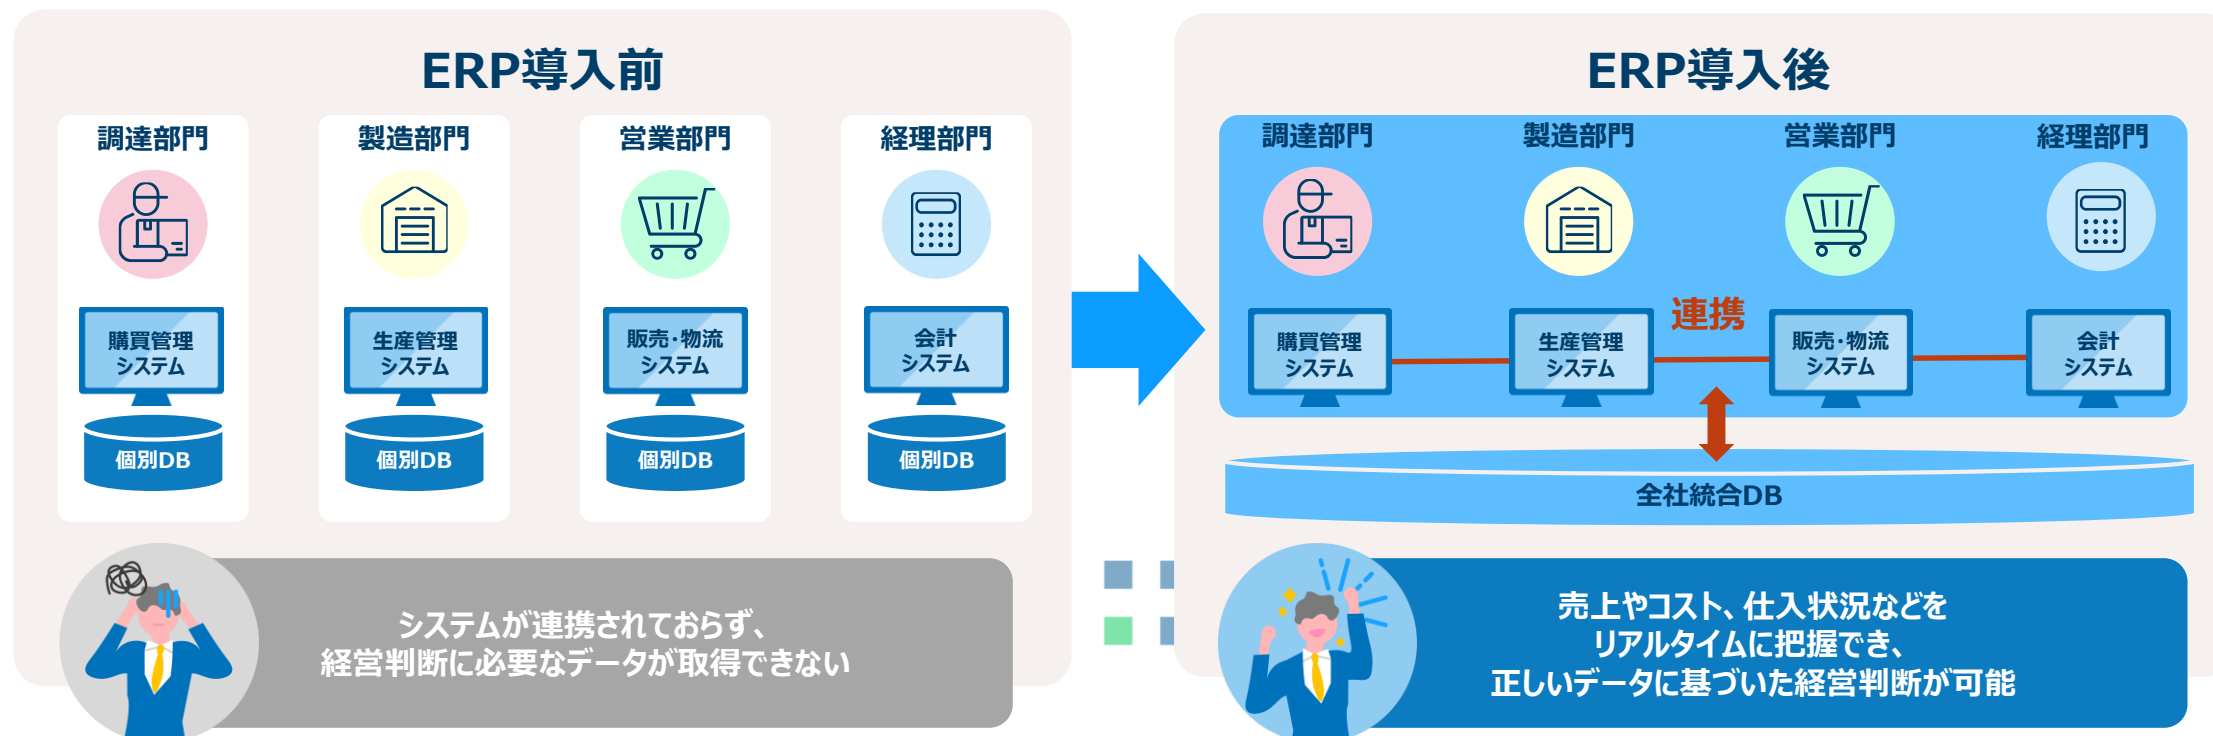 ERP導入前
調達部門
製造部門
営業部門
経理部門
購買管理
システム
生産管理
システム
販売・物流
システム
会計
システム
個別DB
個別DB
個別DB
個別DB
システムが連携されておらず、
経営判断に必要なデータが取得できない
ERP導入後
調達部門
製造部門
営業部門
経理部門
連携
購買管理
システム
生産管理
システム
販売・物流
システム
会計
システム
全社統合DB
売上やコスト、仕入状況などを
リアルタイムに把握でき、
正しいデータに基づいた経営判断が可能